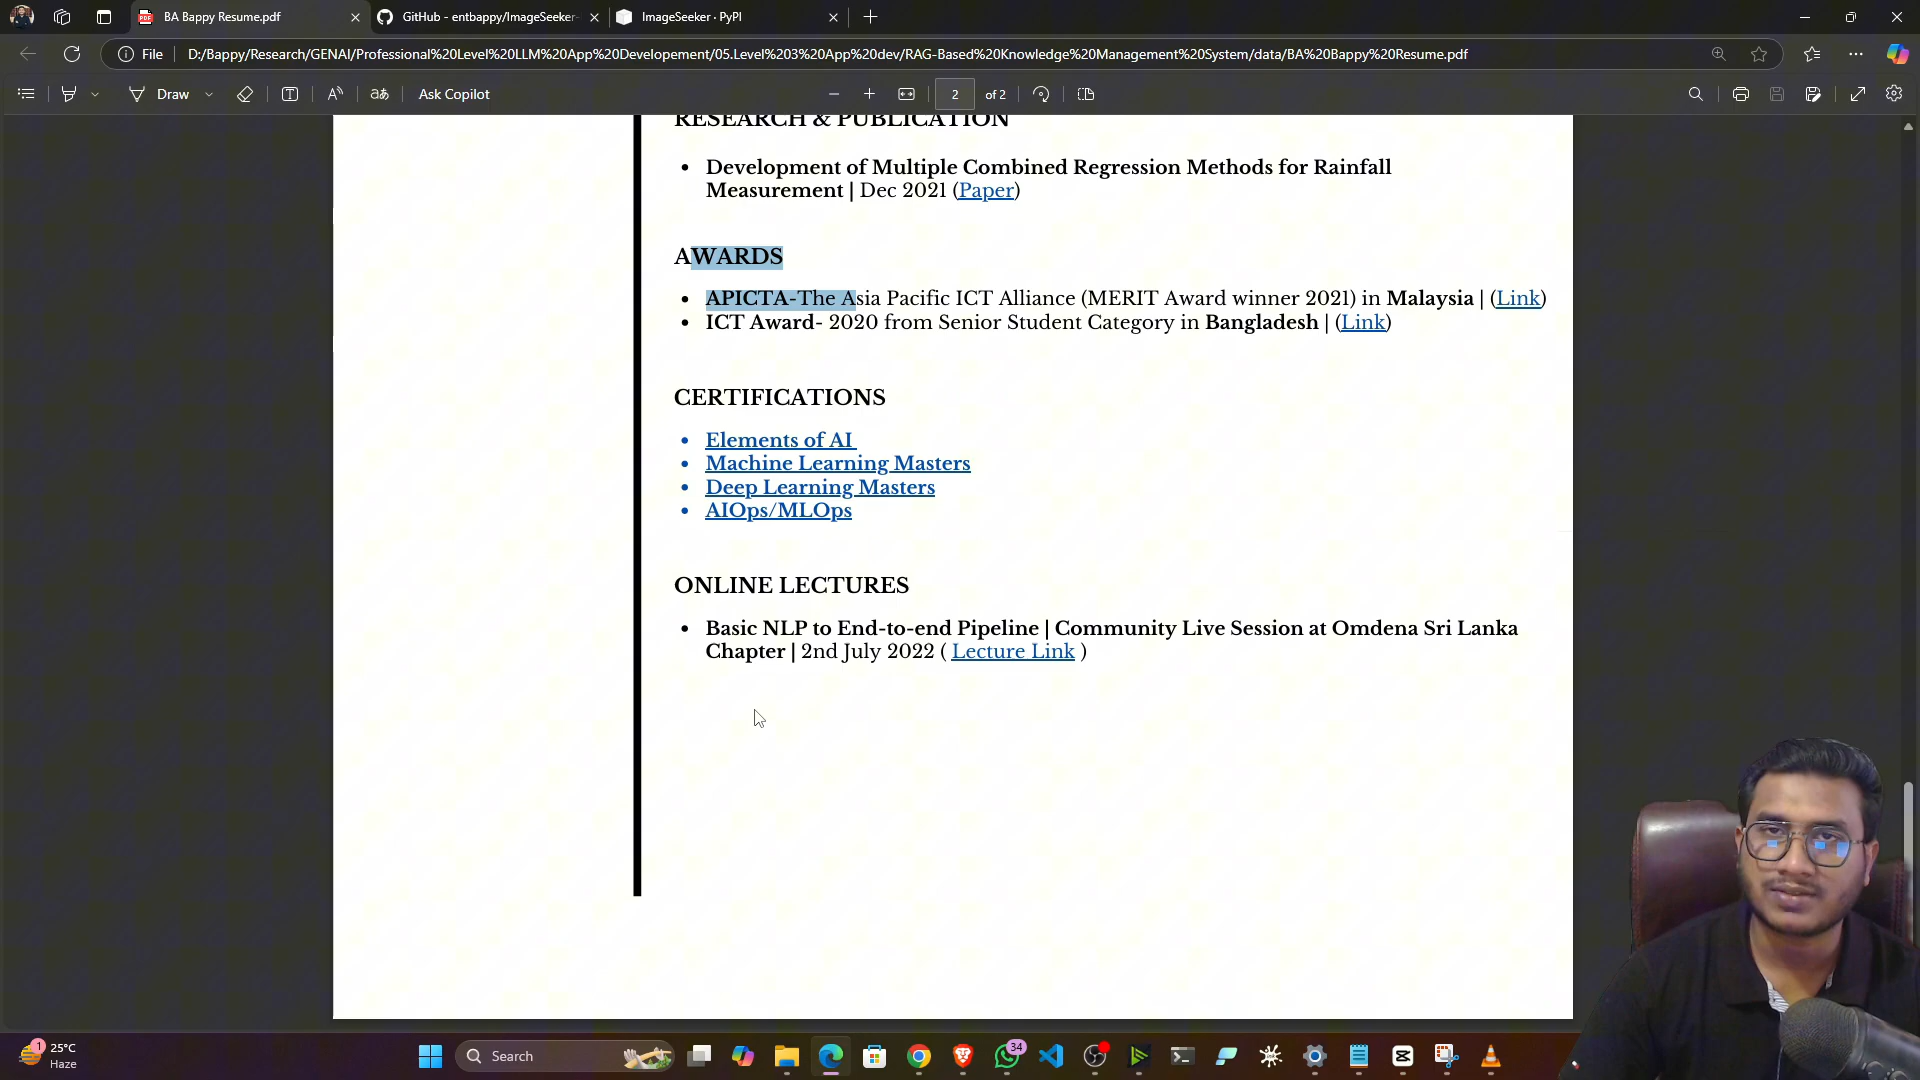 BA Bappy Resume.pdf
GitHub - entbappy/ImageSeeker-
ImageSeeker · PyPI
File
D:/Bappy/Research/GENAI/Professional%20Level%20LLM%20App%20Developement/05.Level%203%20App%20dev/RAG-Based%20Knowledge%20Management%20System/data/BA%20Bappy%20Resume.pdf
Draw
Ask Copilot
2 of 2
RESEARCH & PUBLICATION
• Development of Multiple Combined Regression Methods for Rainfall
Measurement | Dec 2021 (Paper)
AWARDS
• APICTA-The Asia Pacific ICT Alliance (MERIT Award winner 2021) in Malaysia | (Link)
• ICT Award- 2020 from Senior Student Category in Bangladesh | (Link)
CERTIFICATIONS
• Elements of AI
• Machine Learning Masters
• Deep Learning Masters
• AIOps/MLOps
ONLINE LECTURES
• Basic NLP to End-to-end Pipeline | Community Live Session at Omdena Sri Lanka
Chapter | 2nd July 2022 ( Lecture Link )
1
25°C
Haze
Search
34